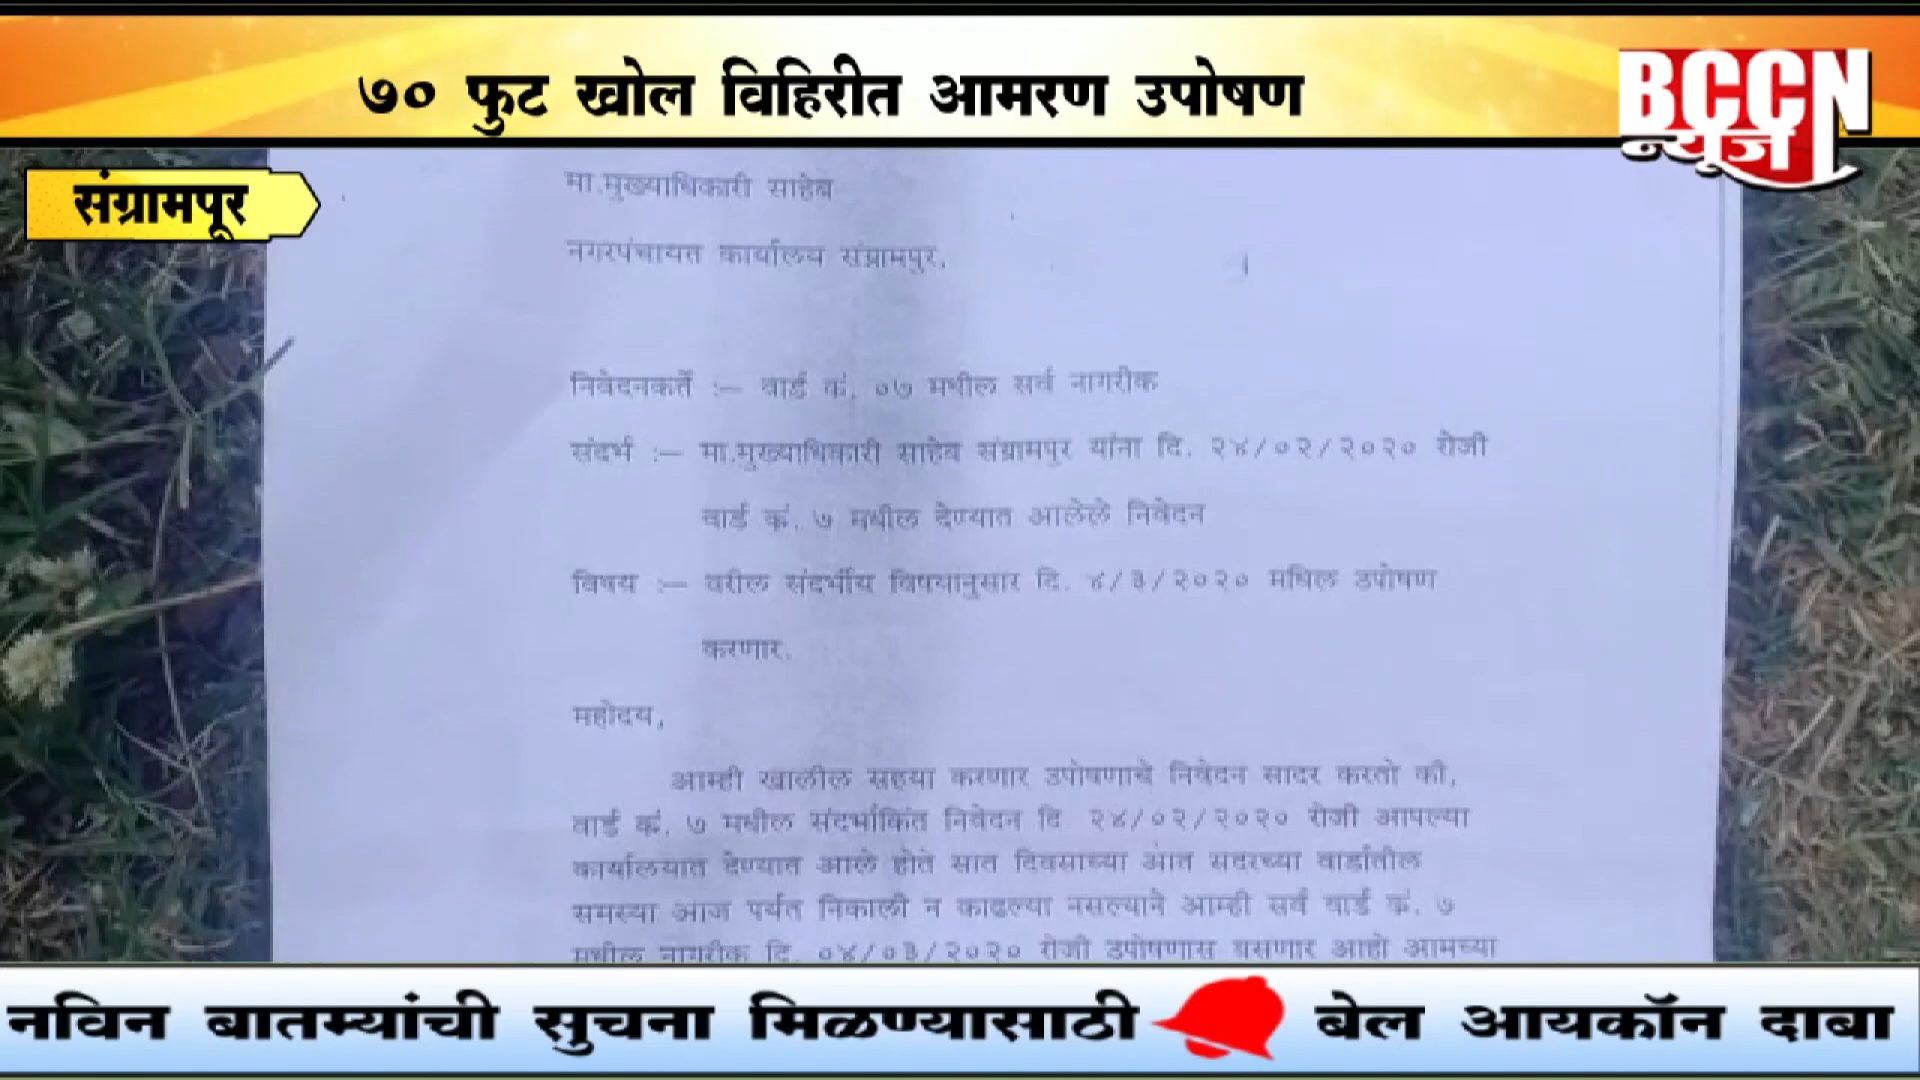 ७० फुट खोल विहिरीत आमरण उपोषण
BCCN
न्यूज
संग्रामपूर
मा.मुख्याधिकारी साहेब
नगरपंचायत कार्यालय संग्रामपुर.
निवेदनकर्ते :— वार्ड कं. ०७ मधील सर्व नागरीक
संदर्भ :— मा.मुख्याधिकारी साहेब संग्रामपुर यांना दि. २४/०२/२०२० रोजी
वार्ड कं. ७ मधील देण्यात आलेले निवेदन
विषय :— वरील संदर्भीय विषयानुसार दि. ४/३/२०२० मधिल उपोषण
करणार.
महोदय,
आम्ही खालील सहया करणार उपोषणाचे निवेदन सादर करतो की,
वार्ड कं. ७ मधील संदर्भाकिंत निवेदन दि. २४/०२/२०२० रोजी आपल्या
कार्यालयात देण्यात आले होते सात दिवसाच्या आत सदरच्या वार्डातील
समस्या आज पर्यंत निकाली न काढल्या नसल्याने आम्ही सर्व वार्ड कं. ७
मधील नागरीक दि. ०४/०३/२०२० रोजी उपोषणास बसणार आहो आमच्या
नविन बातम्यांची सुचना मिळण्यासाठी बेल आयकॉन दाबा